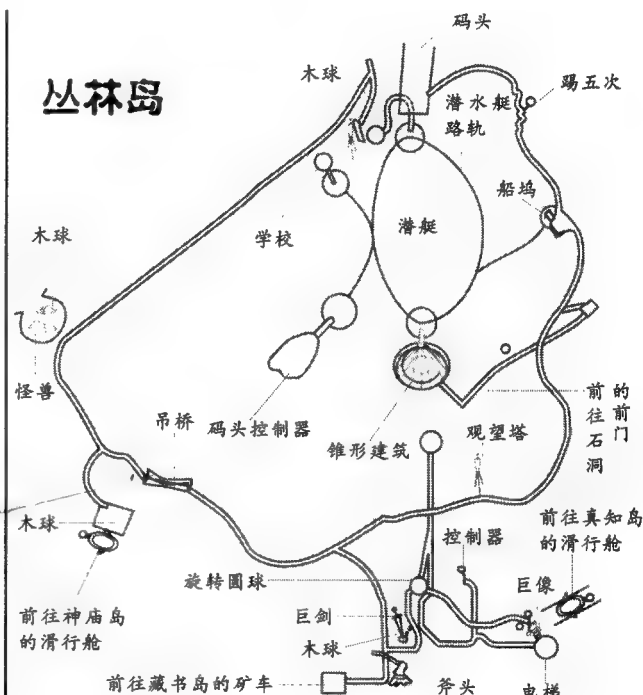 丛林岛
码头
木球
潜水艇
路轨
踢五次
船坞
木球
学校
潜艇
怪兽
吊桥
码头控制器
锥形建筑
观望塔
前往石洞
的前门
木球
控制器
前往真知岛
的滑行舱
旋转圆球
巨像
巨剑
木球
前往神庙岛
的滑行舱
前往藏书岛的矿车
斧头
电梯